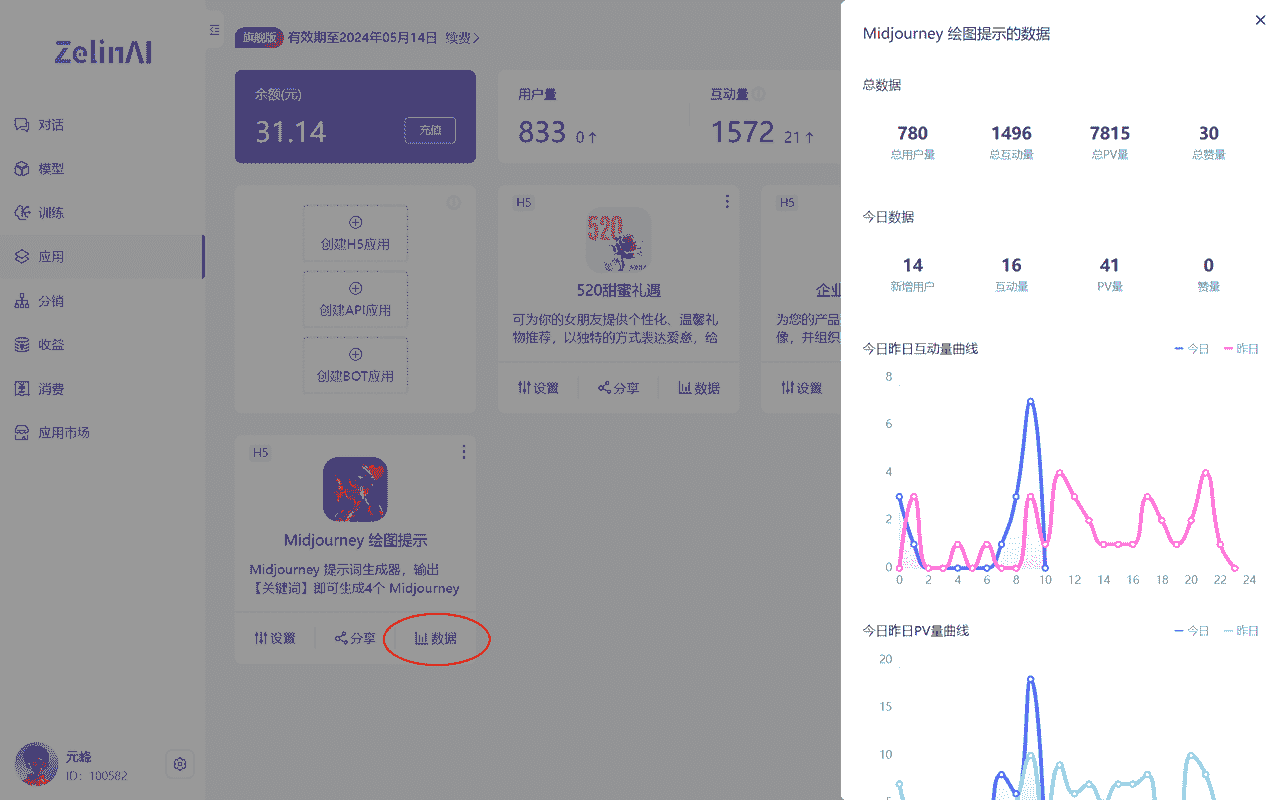 ZelinAI
对话
模型
训练
应用
分销
收益
消费
应用市场
元峰
ID：100582
旗舰版 有效期至2024年05月14日 续费>
余额(元)
31.14
充值
用户量
833 0↑
互动量
1572 21↑
创建H5应用
创建API应用
创建BOT应用
H5
520
520甜蜜礼遇
可为你的女朋友提供个性化、温馨礼
物推荐，以独特的方式表达爱意，给
设置 分享 数据
H5
企业
为您的产品
像，并组织
设置
H5
Midjourney 绘图提示
Midjourney 提示词生成器，输出
【关键词】即可生成4个 Midjourney
设置 分享 数据
Midjourney 绘图提示的数据
总数据
780 1496 7815 30
总用户量 总互动量 总PV量 总赞量
今日数据
14 16 41 0
新增用户 互动量 PV量 赞量
今日昨日互动量曲线 今日 昨日
8
6
4
2
0
0 2 4 6 8 10 12 14 16 18 20 22 24
今日昨日PV量曲线 今日 昨日
20
15
10